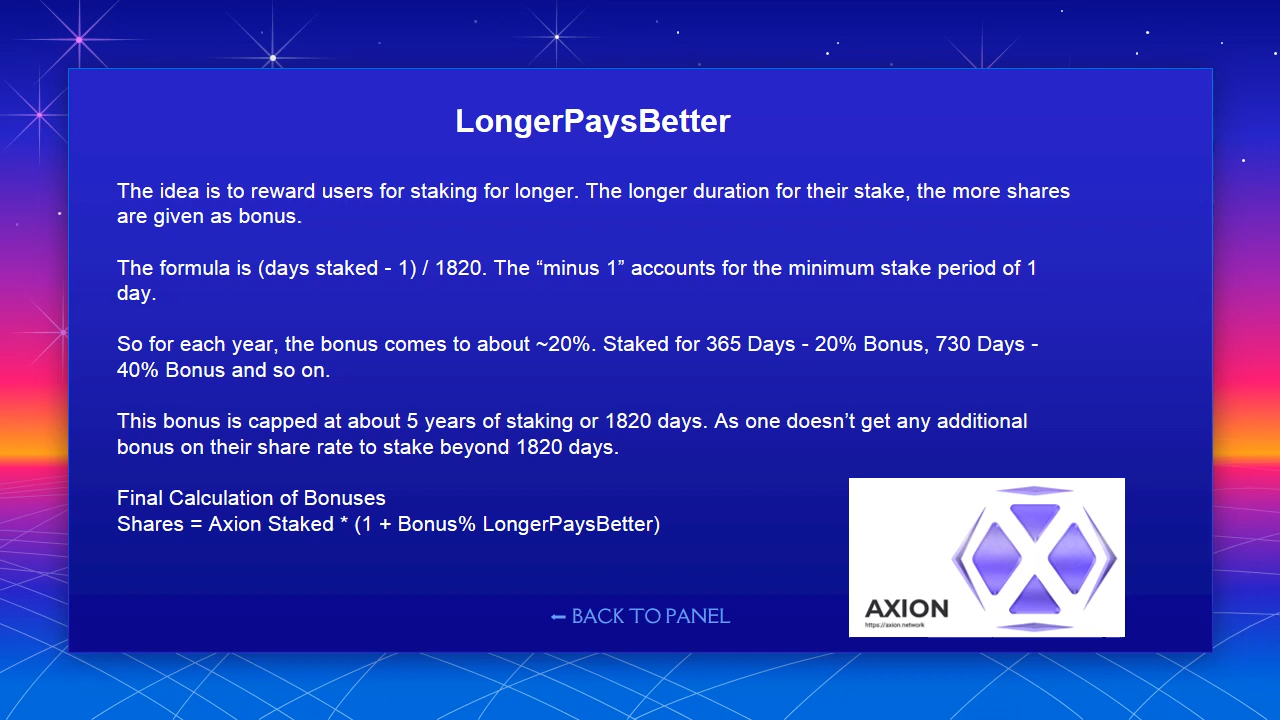 LongerPaysBetter
The idea is to reward users for staking for longer. The longer duration for their stake, the more shares
are given as bonus.
The formula is (days staked - 1) / 1820. The “minus 1” accounts for the minimum stake period of 1
day.
So for each year, the bonus comes to about ~20%. Staked for 365 Days - 20% Bonus, 730 Days -
40% Bonus and so on.
This bonus is capped at about 5 years of staking or 1820 days. As one doesn’t get any additional
bonus on their share rate to stake beyond 1820 days.
Final Calculation of Bonuses
Shares = Axion Staked * (1 + Bonus% LongerPaysBetter)
AXION
https://axion.network
← BACK TO PANEL